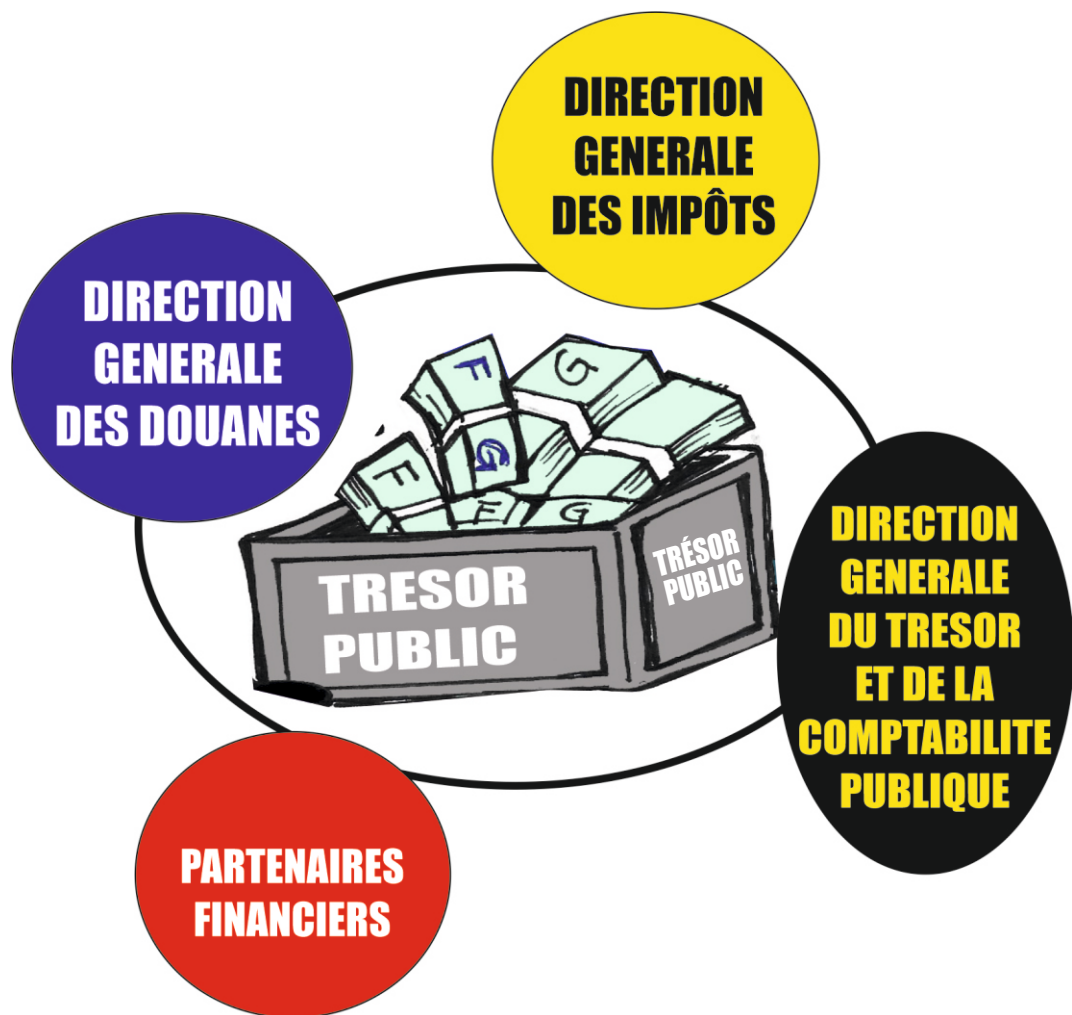 DIRECTION
GENERALE
DES IMPÔTS
DIRECTION
GENERALE
DES DOUANES
F
G
G
F
F
G
TRESOR
PUBLIC
TRÉSOR
PUBLIC
DIRECTION
GENERALE
DU TRESOR
ET DE LA
COMPTABILITE
PUBLIQUE
PARTENAIRES
FINANCIERS